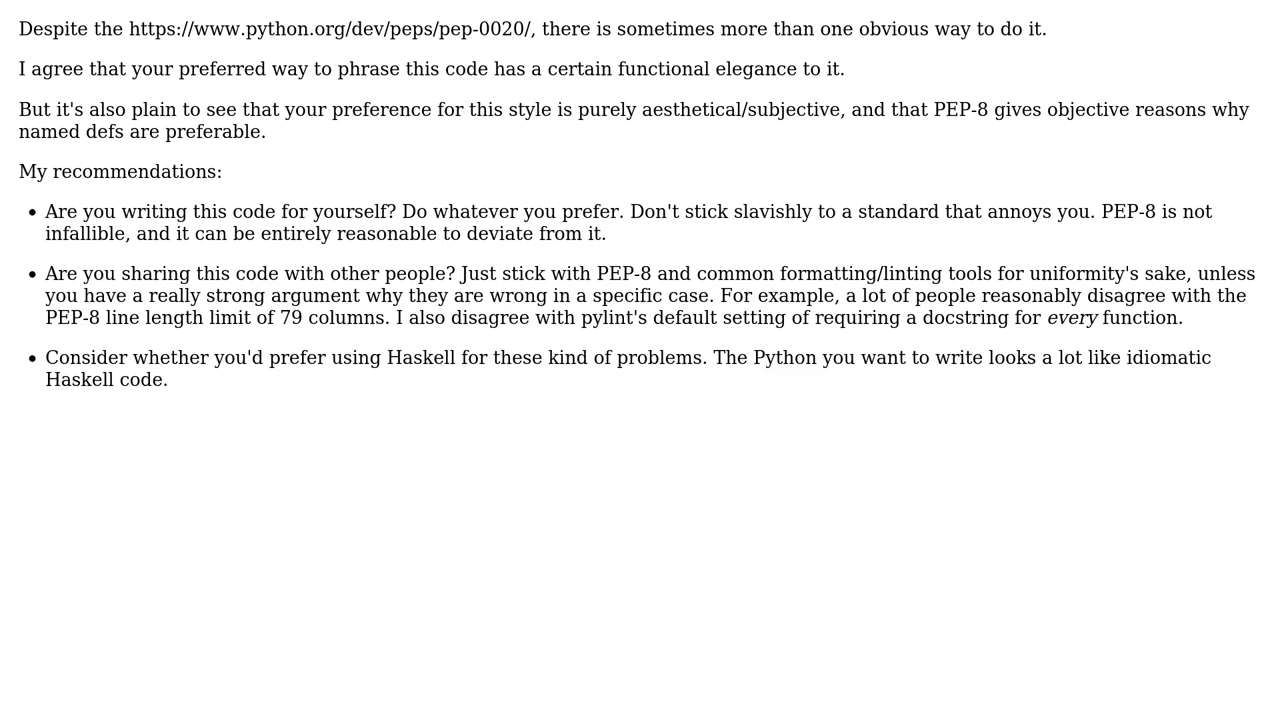 Despite the https://www.python.org/dev/peps/pep-0020/, there is sometimes more than one obvious way to do it.
I agree that your preferred way to phrase this code has a certain functional elegance to it.
But it's also plain to see that your preference for this style is purely aesthetical/subjective, and that PEP-8 gives objective reasons why
named defs are preferable.
My recommendations:
• Are you writing this code for yourself? Do whatever you prefer. Don't stick slavishly to a standard that annoys you. PEP-8 is not
infallible, and it can be entirely reasonable to deviate from it.
• Are you sharing this code with other people? Just stick with PEP-8 and common formatting/linting tools for uniformity's sake, unless
you have a really strong argument why they are wrong in a specific case. For example, a lot of people reasonably disagree with the
PEP-8 line length limit of 79 columns. I also disagree with pylint's default setting of requiring a docstring for every function.
• Consider whether you'd prefer using Haskell for these kind of problems. The Python you want to write looks a lot like idiomatic
Haskell code.